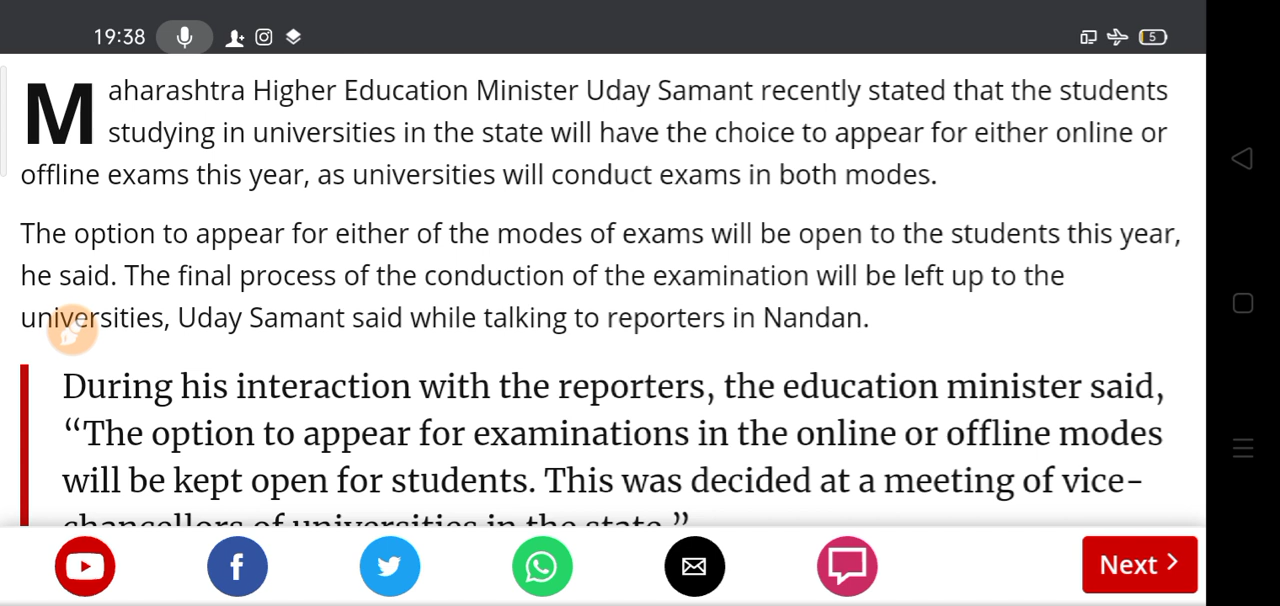 19:38
5
Maharashtra Higher Education Minister Uday Samant recently stated that the students
studying in universities in the state will have the choice to appear for either online or
offline exams this year, as universities will conduct exams in both modes.
The option to appear for either of the modes of exams will be open to the students this year,
he said. The final process of the conduction of the examination will be left up to the
universities, Uday Samant said while talking to reporters in Nandan.
During his interaction with the reporters, the education minister said,
“The option to appear for examinations in the online or offline modes
will be kept open for students. This was decided at a meeting of vice-
chancellors of universities in the state.”
Next